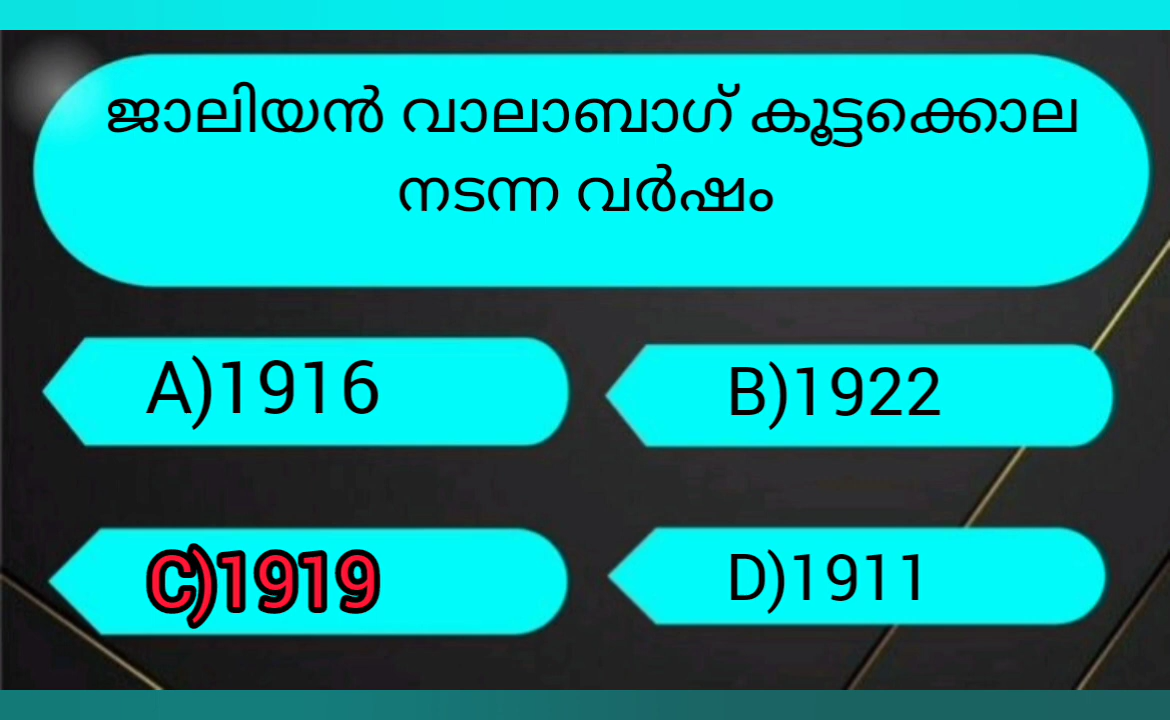 ജാലിയൻ വാലാബാഗ് കൂട്ടക്കൊല
നടന്ന വർഷം
A)1916
B)1922
C)1919
D)1911